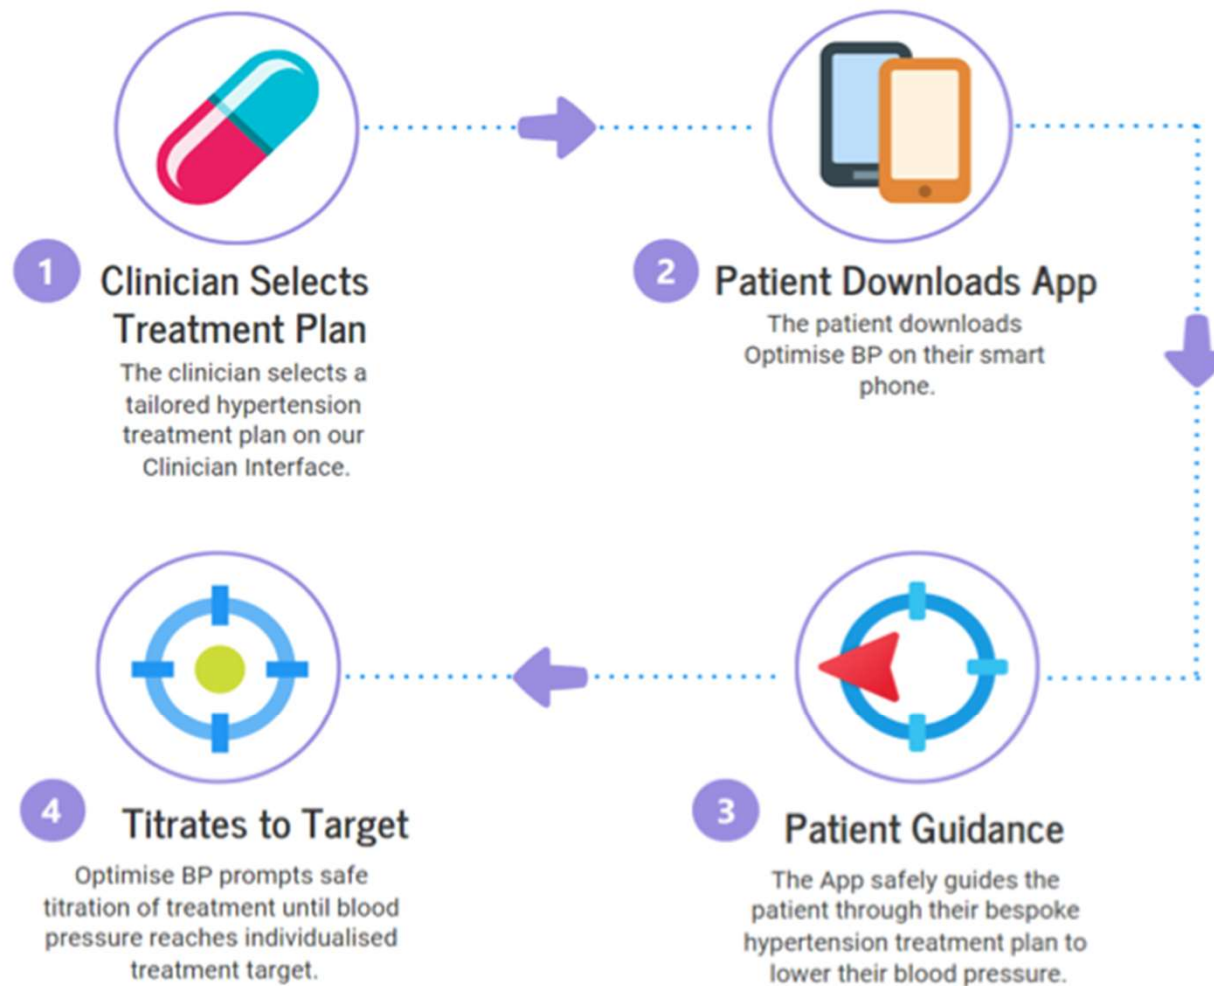 1
Clinician Selects
Treatment Plan
The clinician selects a
tailored hypertension
treatment plan on our
Clinician Interface.
2
Patient Downloads App
The patient downloads
Optimise BP on their smart
phone.
3
Patient Guidance
The App safely guides the
patient through their bespoke
hypertension treatment plan to
lower their blood pressure.
4
Titrates to Target
Optimise BP prompts safe
titration of treatment until blood
pressure reaches individualised
treatment target.